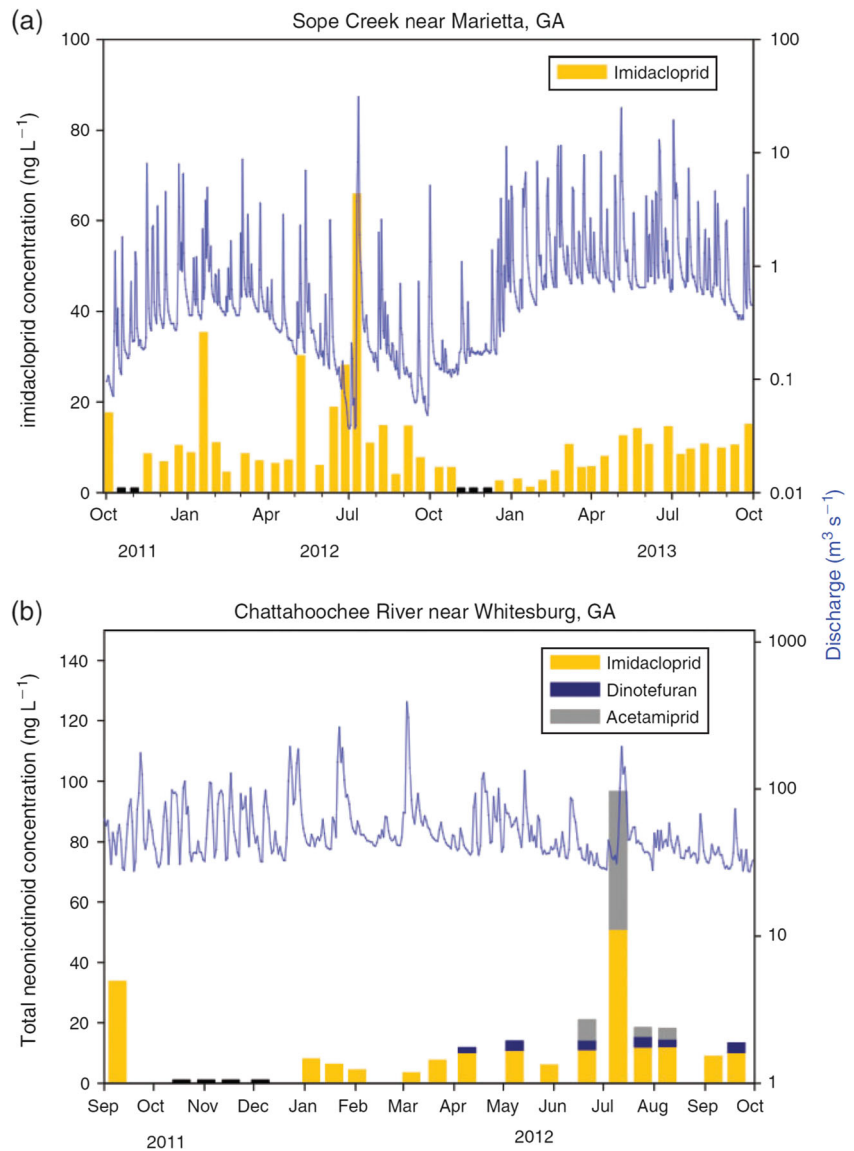 (a)
Sope Creek near Marietta, GA
100
80
60
40
20
0
imidacloprid concentration (ng L−1)
Imidacloprid
100
10
1
0.1
0.01
Oct Jan Apr Jul Oct Jan Apr Jul Oct
2011 2012 2013
Discharge (m3 s−1)
(b)
Chattahoochee River near Whitesburg, GA
140
120
100
80
60
40
20
0
Total neonicotinoid concentration (ng L−1)
Imidacloprid
Dinotefuran
Acetamiprid
1000
100
10
1
Sep Oct Nov Dec Jan Feb Mar Apr May Jun Jul Aug Sep Oct
2011 2012